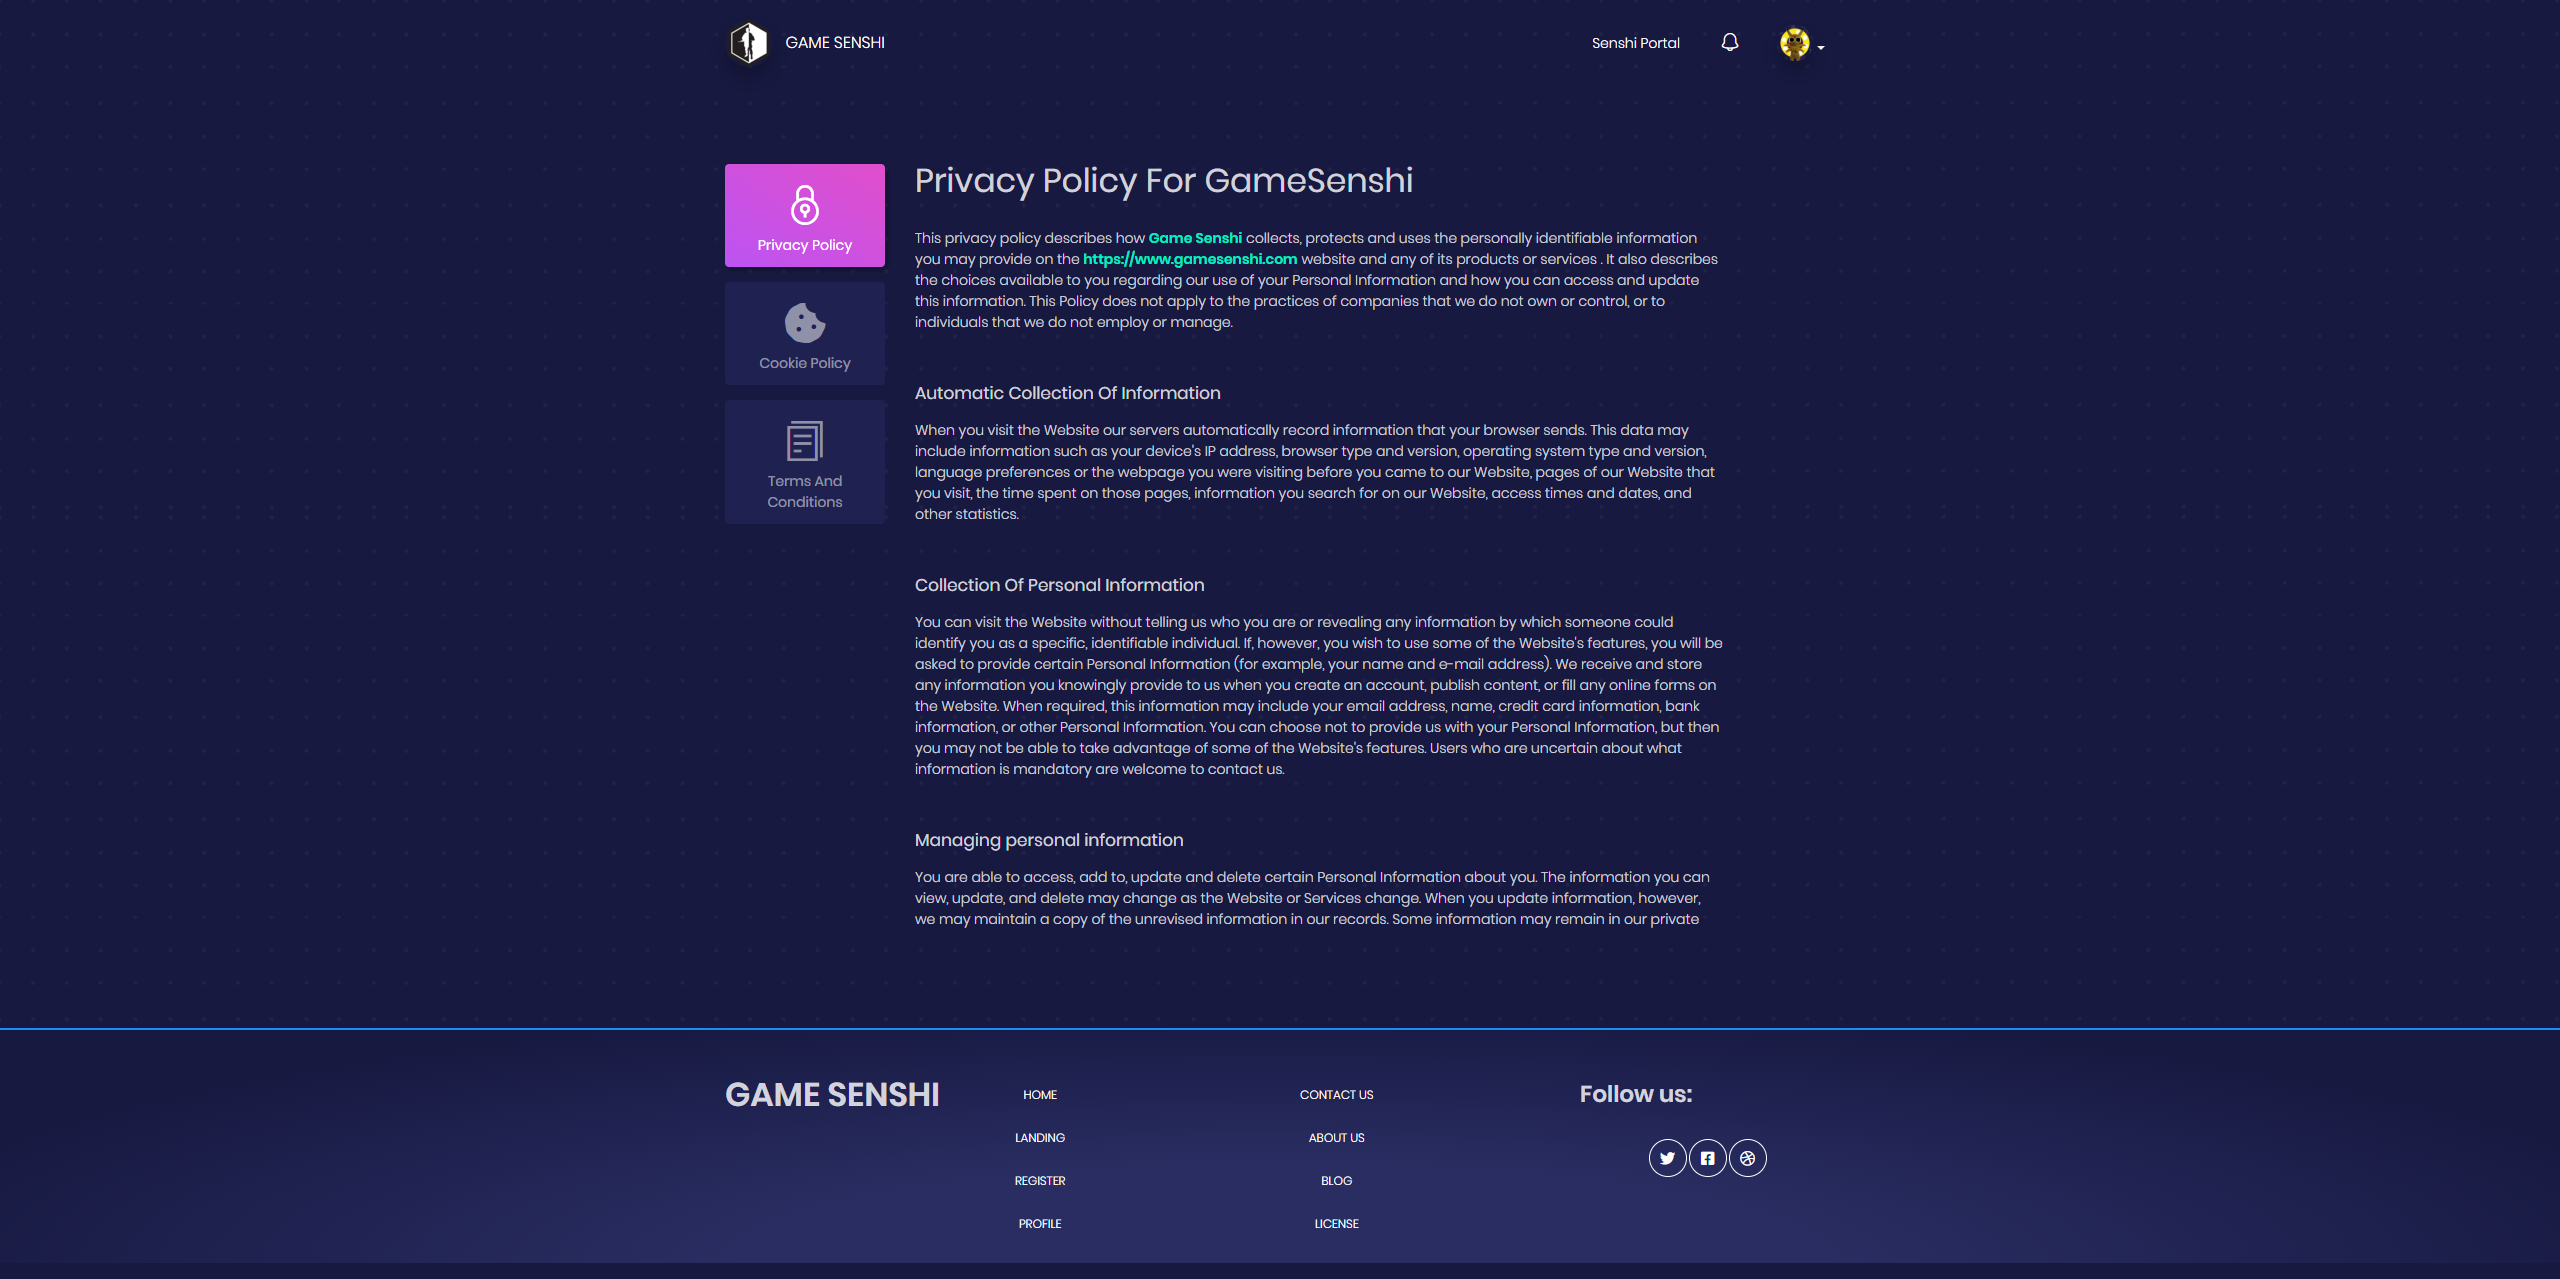 GAME SENSHI
Senshi Portal
Privacy Policy
Cookie Policy
Terms And
Conditions
Privacy Policy For GameSenshi
This privacy policy describes how Game Senshi collects, protects and uses the personally identifiable information
you may provide on the https://www.gamesenshi.com website and any of its products or services . It also describes
the choices available to you regarding our use of your Personal Information and how you can access and update
this information. This Policy does not apply to the practices of companies that we do not own or control, or to
individuals that we do not employ or manage.
Automatic Collection Of Information
When you visit the Website our servers automatically record information that your browser sends. This data may
include information such as your device's IP address, browser type and version, operating system type and version,
language preferences or the webpage you were visiting before you came to our Website, pages of our Website that
you visit, the time spent on those pages, information you search for on our Website, access times and dates, and
other statistics.
Collection Of Personal Information
You can visit the Website without telling us who you are or revealing any information by which someone could
identify you as a specific, identifiable individual. If, however, you wish to use some of the Website's features, you will be
asked to provide certain Personal Information (for example, your name and e-mail address). We receive and store
any information you knowingly provide to us when you create an account, publish content, or fill any online forms on
the Website. When required, this information may include your email address, name, credit card information, bank
information, or other Personal Information. You can choose not to provide us with your Personal Information, but then
you may not be able to take advantage of some of the Website's features. Users who are uncertain about what
information is mandatory are welcome to contact us.
Managing personal information
You are able to access, add to, update and delete certain Personal Information about you. The information you can
view, update, and delete may change as the Website or Services change. When you update information, however,
we may maintain a copy of the unrevised information in our records. Some information may remain in our private
GAME SENSHI
HOME
LANDING
REGISTER
PROFILE
CONTACT US
ABOUT US
BLOG
LICENSE
Follow us: